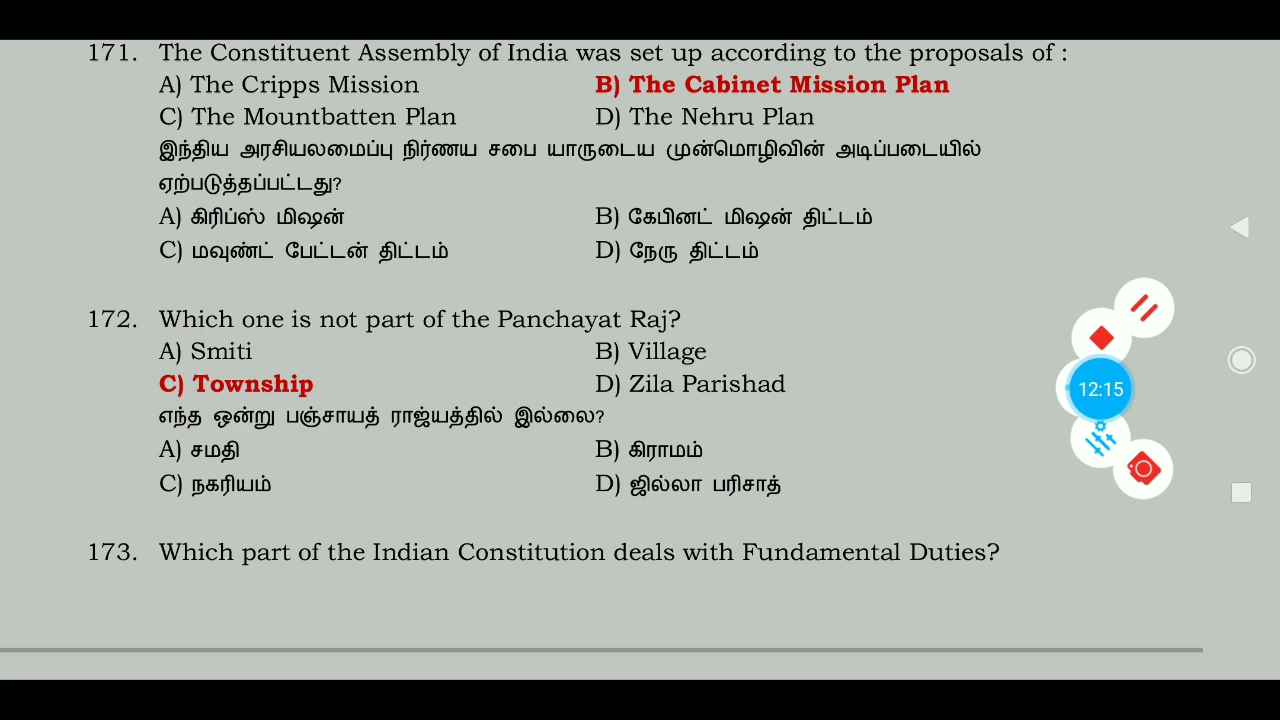 171. The Constituent Assembly of India was set up according to the proposals of :
A) The Cripps Mission B) The Cabinet Mission Plan
C) The Mountbatten Plan D) The Nehru Plan
இந்திய அரசியலமைப்பு நிர்ணய சபை யாருடைய முன்மொழிவின் அடிப்படையில்
ஏற்படுத்தப்பட்டது?
A) கிரிப்ஸ் மிஷன் B) கேபினட் மிஷன் திட்டம்
C) மவுண்ட் பேட்டன் திட்டம் D) நேரு திட்டம்
172. Which one is not part of the Panchayat Raj?
A) Smiti B) Village
C) Township D) Zila Parishad
எந்த ஒன்று பஞ்சாயத் ராஜ்யத்தில் இல்லை?
A) சமதி B) கிராமம்
C) நகரியம் D) ஜில்லா பரிசாத்
12:15
173. Which part of the Indian Constitution deals with Fundamental Duties?